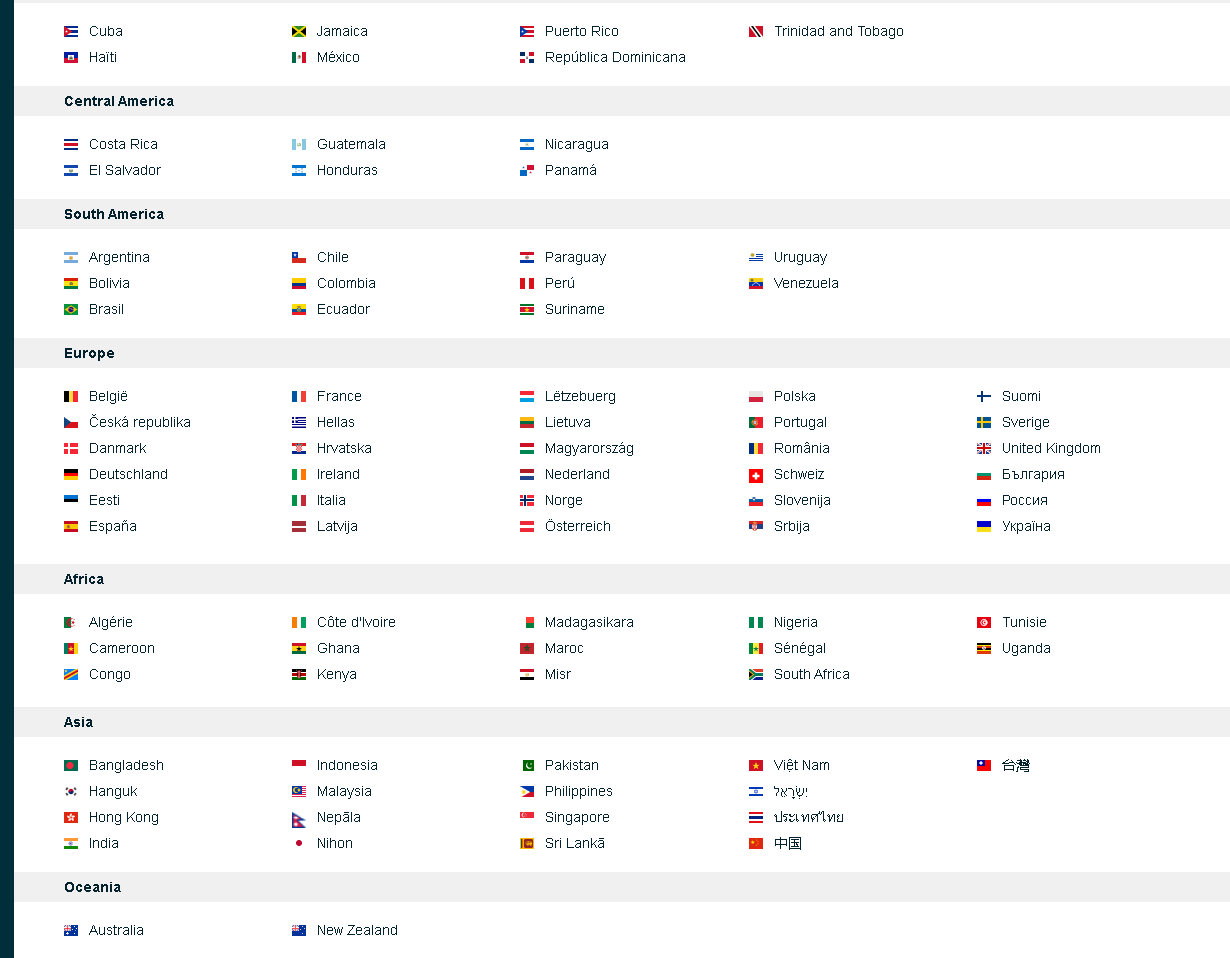 Cuba Jamaica Puerto Rico Trinidad and Tobago
Haïti México República Dominicana
Central America
Costa Rica Guatemala Nicaragua
El Salvador Honduras Panamá
South America
Argentina Chile Paraguay Uruguay
Bolivia Colombia Perú Venezuela
Brasil Ecuador Suriname
Europe
België France Lëtzebuerg Polska Suomi
Česká republika Hellas Lietuva Portugal Sverige
Danmark Hrvatska Magyarország România United Kingdom
Deutschland Ireland Nederland Schweiz България
Eesti Italia Norge Slovenija Россия
España Latvija Österreich Srbija Україна
Africa
Algérie Côte d'Ivoire Madagasikara Nigeria Tunisie
Cameroon Ghana Maroc Sénégal Uganda
Congo Kenya Misr South Africa
Asia
Bangladesh Indonesia Pakistan Việt Nam 台灣
Hanguk Malaysia Philippines יִשְׂרָאֵל
Hong Kong Nepāla Singapore ประเทศไทย
India Nihon Sri Lankā 中国
Oceania
Australia New Zealand